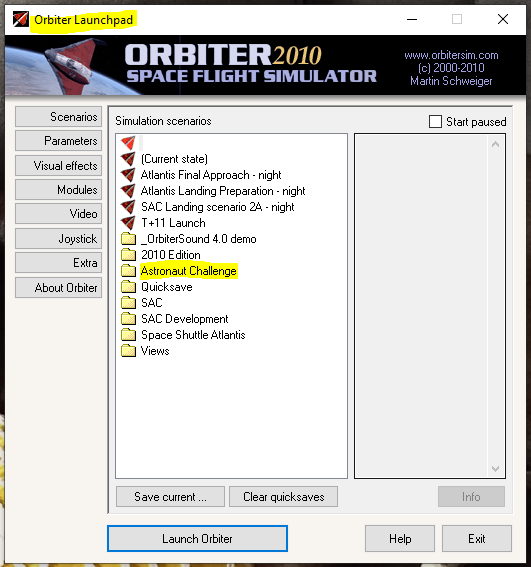 Orbiter Launchpad
ORBITER2010
SPACE FLIGHT SIMULATOR
www.orbitersim.com
(c) 2000-2010
Martin Schweiger
Scenarios
Parameters
Visual effects
Modules
Video
Joystick
Extra
About Orbiter
Simulation scenarios
Start paused
(Current state)
Atlantis Final Approach - night
Atlantis Landing Preparation - night
SAC Landing scenario 2A - night
T+11 Launch
_OrbiterSound 4.0 demo
2010 Edition
Astronaut Challenge
Quicksave
SAC
SAC Development
Space Shuttle Atlantis
Views
Save current ...
Clear quicksaves
Info
Launch Orbiter
Help
Exit